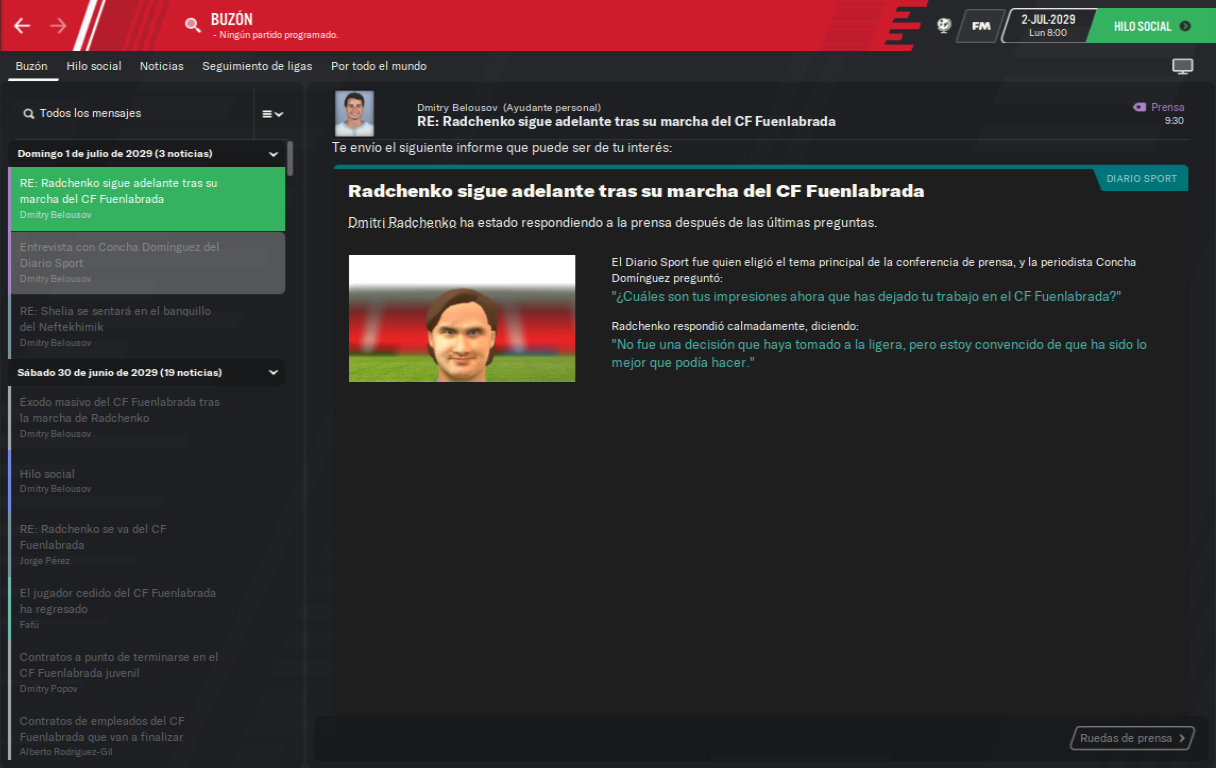 BUZÓN
- Ningún partido programado.
FM
2-JUL-2029
Lun 8:00
HILO SOCIAL
Buzón
Hilo social
Noticias
Seguimiento de ligas
Por todo el mundo
Todos los mensajes
Domingo 1 de julio de 2029 (3 noticias)
RE: Radchenko sigue adelante tras su
marcha del CF Fuenlabrada
Dmitry Belousov
Entrevista con Concha Domínguez del
Diario Sport
Dmitry Belousov
RE: Shelia se sentará en el banquillo
del Neftekhimik
Dmitry Belousov
Sábado 30 de junio de 2029 (19 noticias)
Éxodo masivo del CF Fuenlabrada tras
la marcha de Radchenko
Dmitry Belousov
Hilo social
Dmitry Belousov
RE: Radchenko se va del CF
Fuenlabrada
Jorge Pérez
El jugador cedido del CF Fuenlabrada
ha regresado
Fafú
Contratos a punto de terminarse en el
CF Fuenlabrada juvenil
Dmitry Popov
Contratos de empleados del CF
Fuenlabrada que van a finalizar
Alberto Rodríguez-Gil
Dmitry Belousov (Ayudante personal)
RE: Radchenko sigue adelante tras su marcha del CF Fuenlabrada
Prensa
9:30
Te envío el siguiente informe que puede ser de tu interés:
DIARIO SPORT
Radchenko sigue adelante tras su marcha del CF Fuenlabrada
Dmitri Radchenko ha estado respondiendo a la prensa después de las últimas preguntas.
El Diario Sport fue quien eligió el tema principal de la conferencia de prensa, y la periodista Concha
Domínguez preguntó:
"¿Cuáles son tus impresiones ahora que has dejado tu trabajo en el CF Fuenlabrada?"
Radchenko respondió calmadamente, diciendo:
"No fue una decisión que haya tomado a la ligera, pero estoy convencido de que ha sido lo
mejor que podía hacer."
Ruedas de prensa